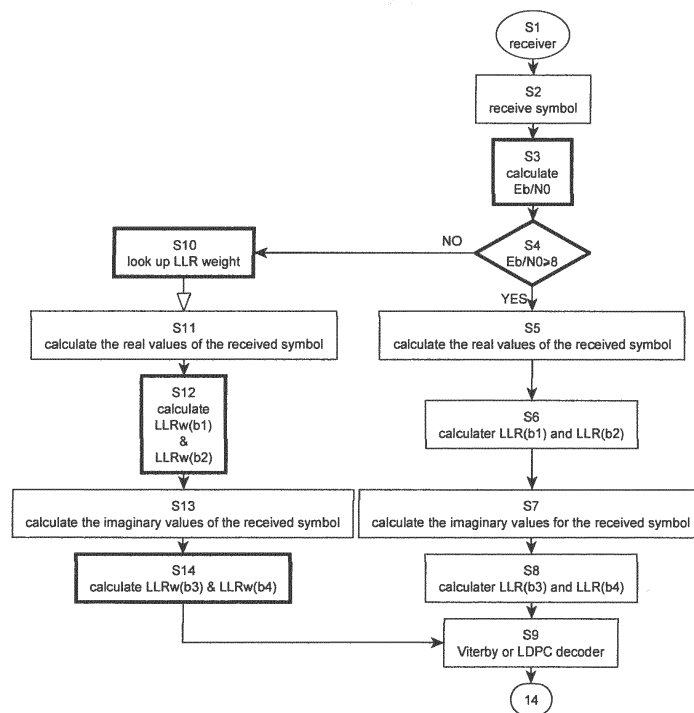 S1
receiver
S2
receive symbol
S3
calculate
Eb/N0
S4
Eb/N0≥8
NO
YES
S10
look up LLR weight
S11
calculate the real values of the received symbol
S12
calculate
LLRw(b1)
&
LLRw(b2)
S13
calculate the imaginary values of the received symbol
S14
calculate LLRw(b3) & LLRw(b4)
S5
calculate the real values of the received symbol
S6
calculater LLR(b1) and LLR(b2)
S7
calculate the imaginary values for the received symbol
S8
calculater LLR(b3) and LLR(b4)
S9
Viterby or LDPC decoder
14